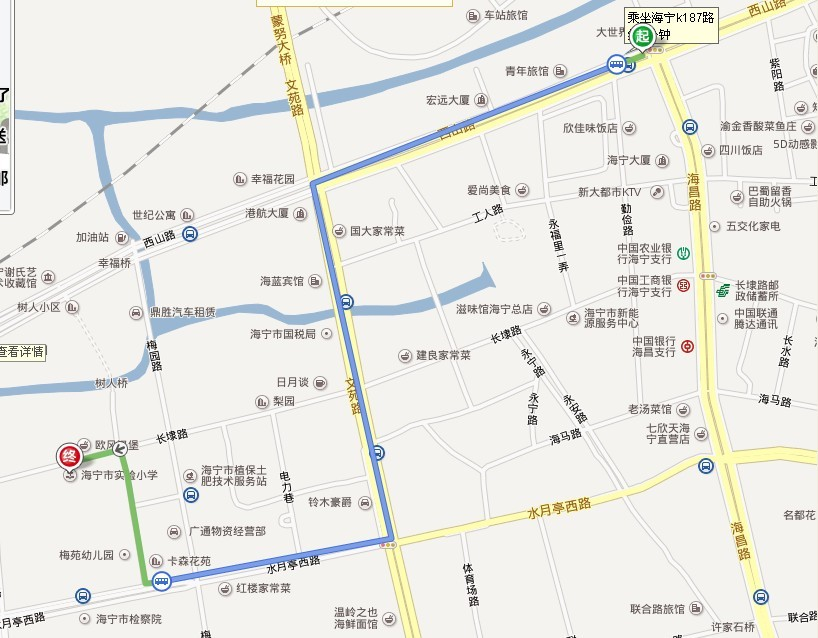 乘坐海宁k187路
钟
起
大世界
西山路
车站旅馆
蒙努大桥
文苑路
青年旅馆
宏远大厦
西山路
紫阳路
欣佳味饭店
渝金香酸菜鱼庄
四川饭店
5D动感影
了
送
邮
海宁大厦
幸福花园
爱尚美食
新大都市KTV
海昌路
巴蜀留香
自助火锅
世纪公寓
港航大厦
工人路
五交化家电
加油站
西山路
国大家常菜
永福里一弄
勤俭路
中国农业银
行海宁支行
幸福桥
宁谢氏艺
术收藏馆
海蓝宾馆
中国工商银
行海宁支行
长埭路邮
政储蓄所
树人小区
鼎胜汽车租赁
滋味馆海宁总店
海宁市新能
源服务中心
中国联通
腾达通讯
海宁市国税局
长埭路
中国银行
海昌支行
查看详情
梅园路
建良家常菜
永宁路
长水路
树人桥
日月谈
文苑路
梨园
永宁路
永安路
老汤菜馆
海马路
长埭路
海马路
七欣天海
宁直营店
欧风
堡
终
海宁市实验小学
海宁市植保土
肥技术服务站
电力巷
铃木豪爵
水月亭西路
名都花
广通物资经营部
海昌路
梅苑幼儿园
卡森花苑
水月亭西路
体育场路
红楼家常菜
水月亭西路
海宁市检察院
温岭之也
海鲜面馆
联合路旅馆
许家石桥
梅